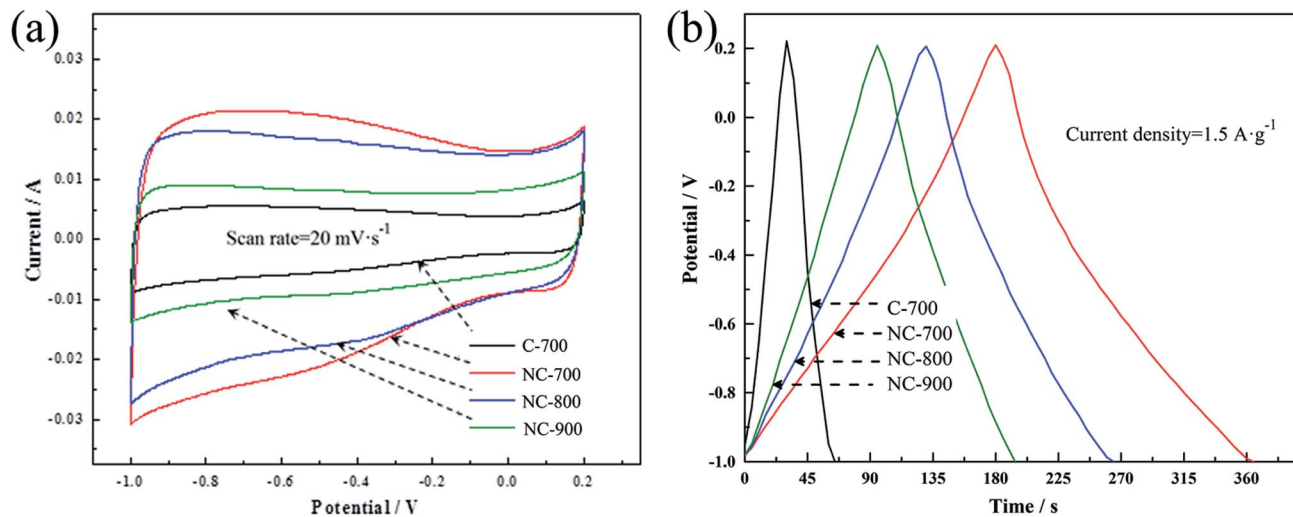 (a)
0.03
0.02
0.01
0.00
-0.01
-0.02
-0.03
Current / A
Scan rate=20 mV·s⁻¹
C-700
NC-700
NC-800
NC-900
-1.0 -0.8 -0.6 -0.4 -0.2 0.0 0.2
Potential / V
(b)
0.2
0.0
-0.2
-0.4
-0.6
-0.8
-1.0
Potential / V
Current density=1.5 A·g⁻¹
C-700
NC-700
NC-800
NC-900
0 45 90 135 180 225 270 315 360
Time / s